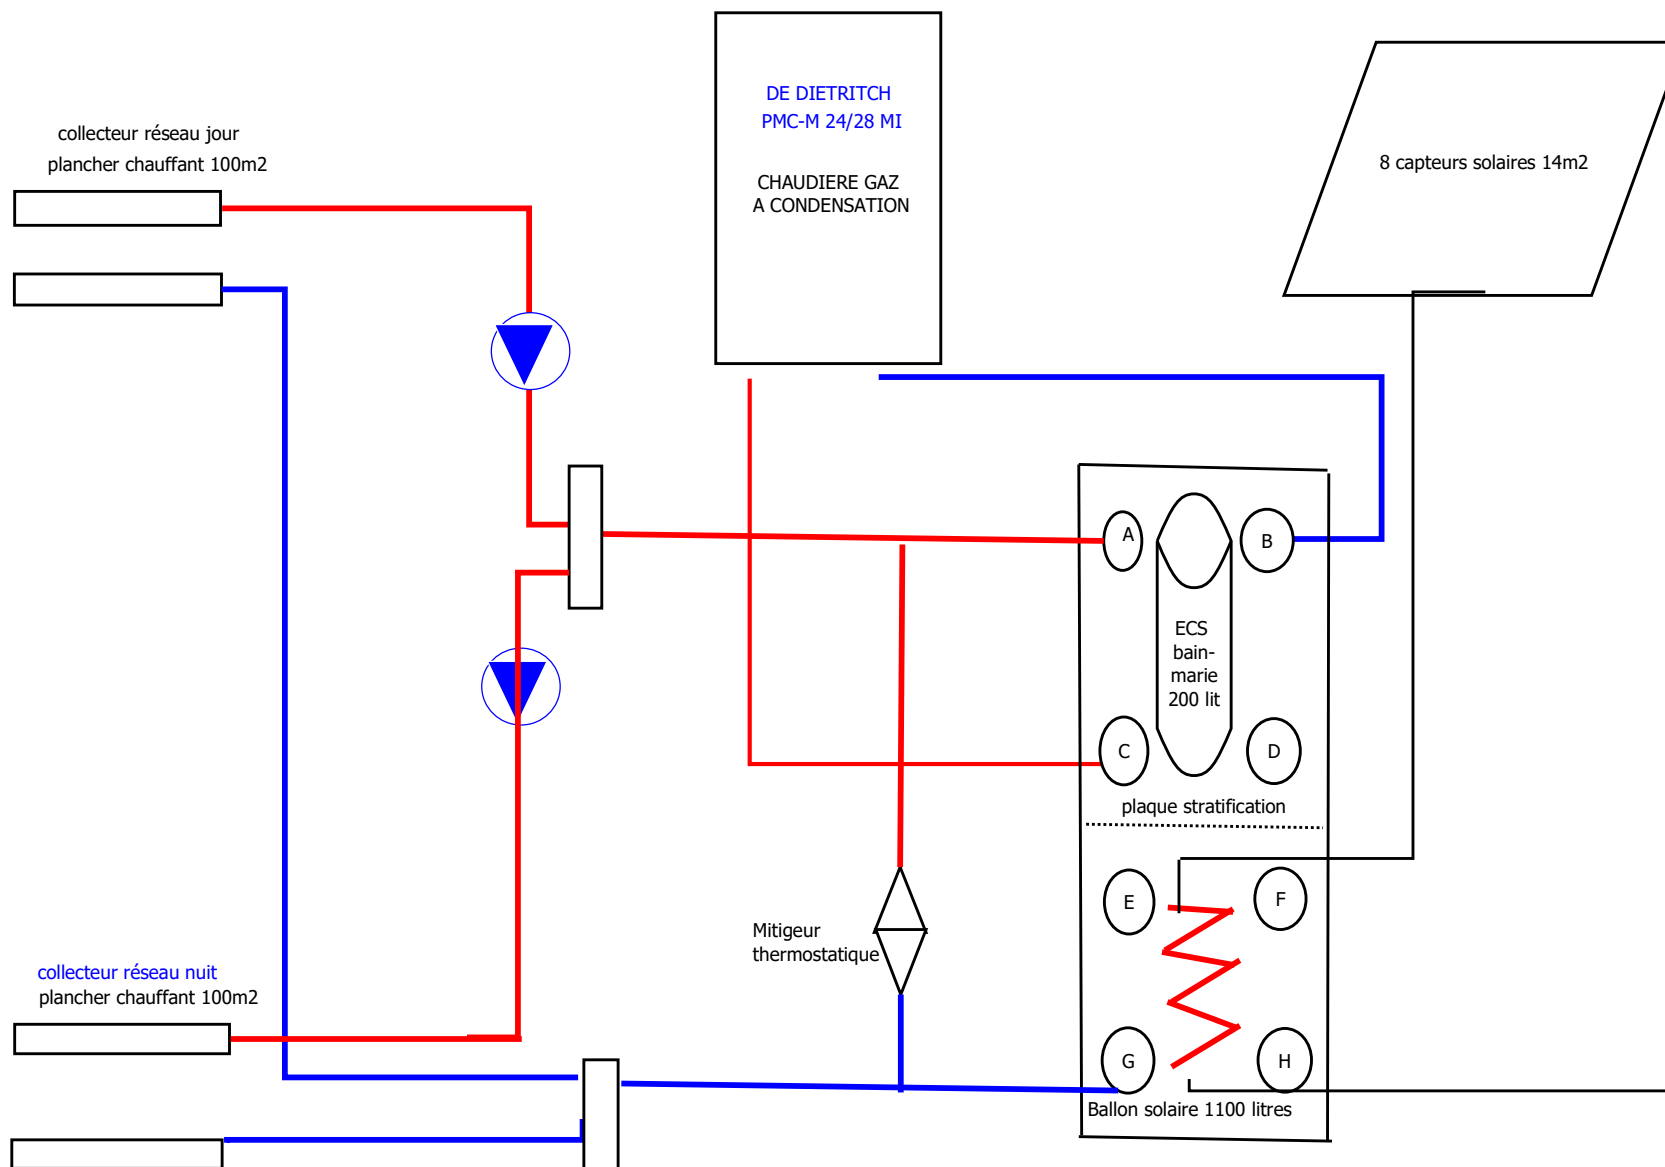 DE DIETRITCH
PMC-M 24/28 MI
CHAUDIERE GAZ
A CONDENSATION
collecteur réseau jour
plancher chauffant 100m2
8 capteurs solaires 14m2
A
B
ECS
bain-
marie
200 lit
C
D
plaque stratification
E
F
Mitigeur
thermostatique
collecteur réseau nuit
plancher chauffant 100m2
G
H
Ballon solaire 1100 litres